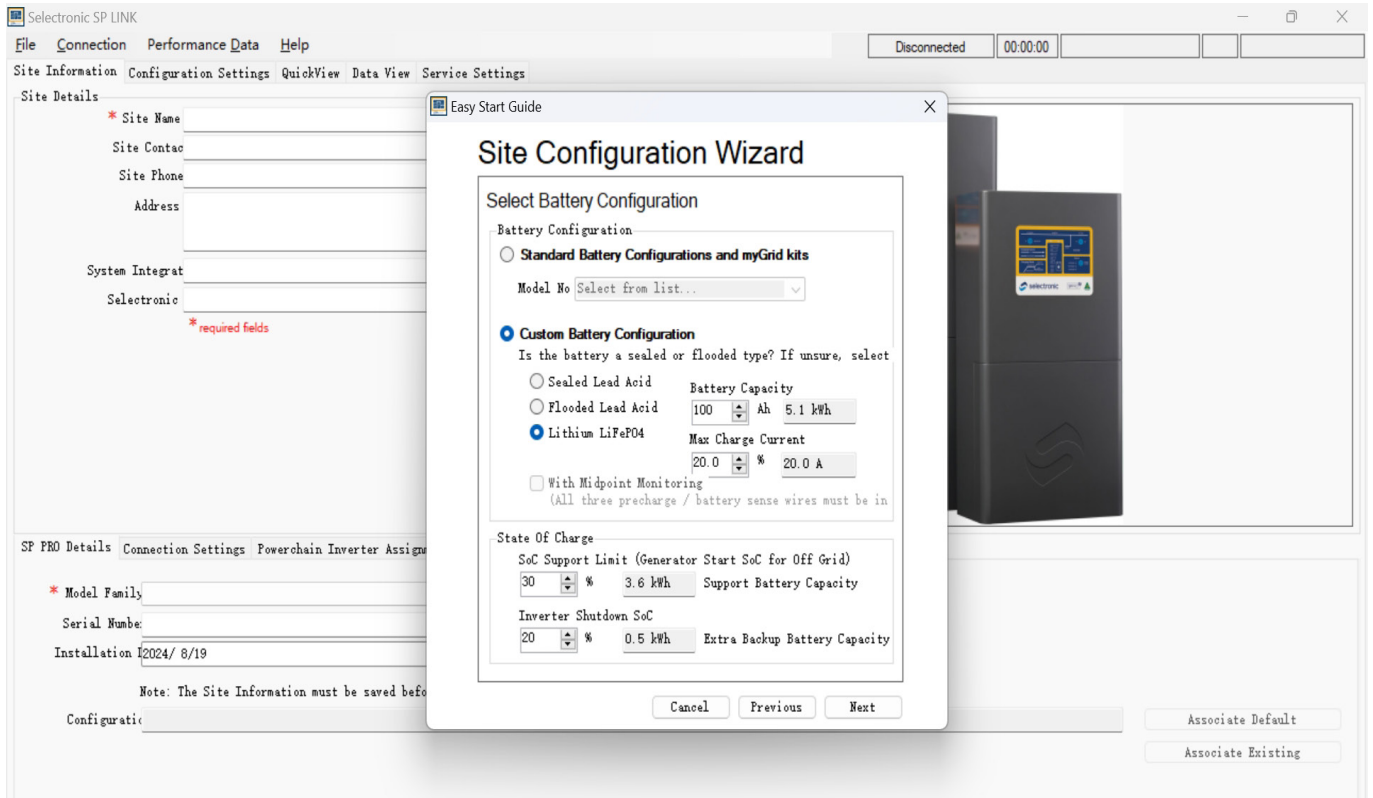 Selectronic SP LINK
File Connection Performance Data Help
Disconnected 00:00:00
Site Information Configuration Settings QuickView Data View Service Settings
Site Details
* Site Name
Site Contac
Site Phone
Address
System Integrat
Selectronic
* required fields
Easy Start Guide
Site Configuration Wizard
Select Battery Configuration
Battery Configuration
Standard Battery Configurations and myGrid kits
Model No Select from list...
Custom Battery Configuration
Is the battery a sealed or flooded type? If unsure, select
Sealed Lead Acid
Flooded Lead Acid
Lithium LiFePO4
Battery Capacity
100 Ah 5.1 kWh
Max Charge Current
20.0 % 20.0 A
With Midpoint Monitoring
(All three precharge / battery sense wires must be in
State Of Charge
SoC Support Limit (Generator Start SoC for Off Grid)
30 % 3.6 kWh Support Battery Capacity
Inverter Shutdown SoC
20 % 0.5 kWh Extra Backup Battery Capacity
Cancel Previous Next
selectronic
SP PRO Details Connection Settings Powerchain Inverter Assignm
* Model Family
Serial Numbe
Installation I 2024/ 8/19
Note: The Site Information must be saved befo
Configuratio
Associate Default
Associate Existing